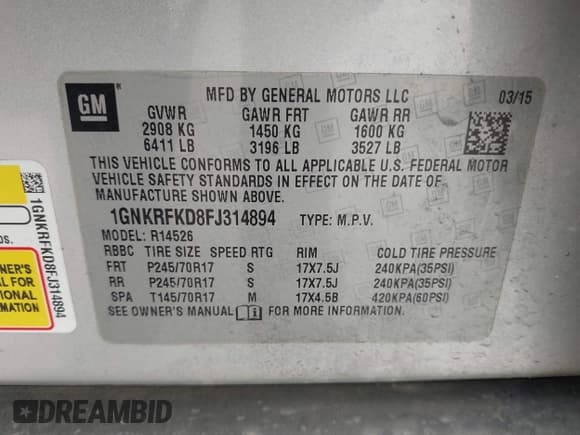 GM
MFD BY GENERAL MOTORS LLC 03/15
GVWR GAWR FRT GAWR RR
2908 KG 1450 KG 1600 KG
6411 LB 3196 LB 3527 LB
THIS VEHICLE CONFORMS TO ALL APPLICABLE U.S. FEDERAL MOTOR
VEHICLE SAFETY STANDARDS IN EFFECT ON THE DATE OF
MANUFACTURE SHOWN ABOVE.
1GNKRFKD8FJ314894 TYPE: M.P.V.
MODEL: R14526
RBBC TIRE SIZE SPEED RTG RIM COLD TIRE PRESSURE
FRT P245/70R17 S 17X7.5J 240KPA(35PSI)
RR P245/70R17 S 17X7.5J 240KPA(35PSI)
SPA T145/70R17 M 17X4.5B 420KPA(60PSI)
SEE OWNER'S MANUAL FOR MORE INFORMATION
1GNKRFKD8FJ314894
DREAMBID